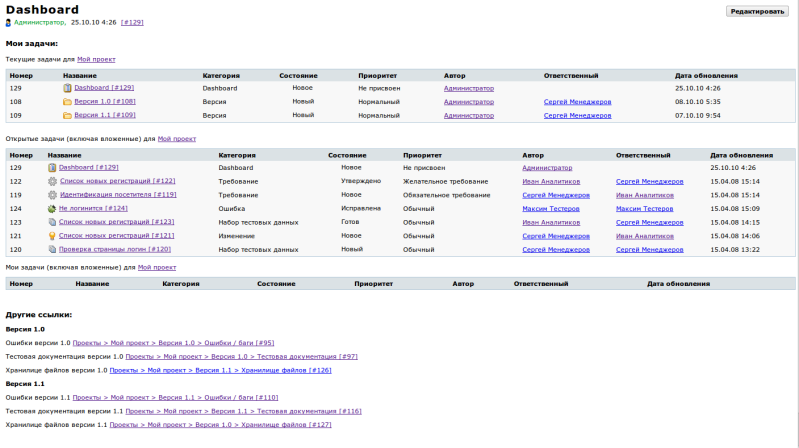 Dashboard
Редактировать
Администратор, 25.10.10 4:26 [#129]
Мои задачи:
Текущие задачи для Мой проект
Номер Название Категория Состояние Приоритет Автор Ответственный Дата обновления
129 Dashboard [#129] Dashboard Новое Не присвоен Администратор 25.10.10 4:26
108 Версия 1.0 [#108] Версия Новый Нормальный Администратор Сергей Менеджеров 08.10.10 5:35
109 Версия 1.1 [#109] Версия Новый Нормальный Администратор Сергей Менеджеров 07.10.10 9:54
Открытые задачи (включая вложенные) для Мой проект
Номер Название Категория Состояние Приоритет Автор Ответственный Дата обновления
129 Dashboard [#129] Dashboard Новое Не присвоен Администратор 25.10.10 4:26
122 Список новых регистраций [#122] Требование Утверждено Желательное требование Иван Аналитиков Сергей Менеджеров 15.04.08 15:14
119 Идентификация посетителя [#119] Требование Новое Обязательное требование Сергей Менеджеров Иван Аналитиков 15.04.08 15:14
124 Не логинится [#124] Ошибка Исправлена Обычный Максим Тестеров Максим Тестеров 15.04.08 15:09
123 Список новых регистраций [#123] Набор тестовых данных Готов Обычный Иван Аналитиков Сергей Менеджеров 15.04.08 14:15
121 Список новых регистраций [#121] Изменение Новые Обычный Сергей Менеджеров Иван Аналитиков 15.04.08 14:06
120 Проверка страницы логин [#120] Набор тестовых данных Новый Обычный Сергей Менеджеров Сергей Менеджеров 15.04.08 13:22
Мои задачи (включая вложенные) для Мой проект
Номер Название Категория Состояние Приоритет Автор Ответственный Дата обновления
Другие ссылки:
Версия 1.0
Ошибки версии 1.0 Проекты > Мой проект > Версия 1.0 > Ошибки / баги [#95]
Тестовая документация версии 1.0 Проекты > Мой проект > Версия 1.0 > Тестовая документация [#97]
Хранилище файлов версии 1.0 Проекты > Мой проект > Версия 1.1 > Хранилище файлов [#126]
Версия 1.1
Ошибки версии 1.1 Проекты > Мой проект > Версия 1.1 > Ошибки / баги [#110]
Тестовая документация версии 1.1 Проекты > Мой проект > Версия 1.1 > Тестовая документация [#116]
Хранилище файлов версии 1.1 Проекты > Мой проект > Версия 1.0 > Хранилище файлов [#127]